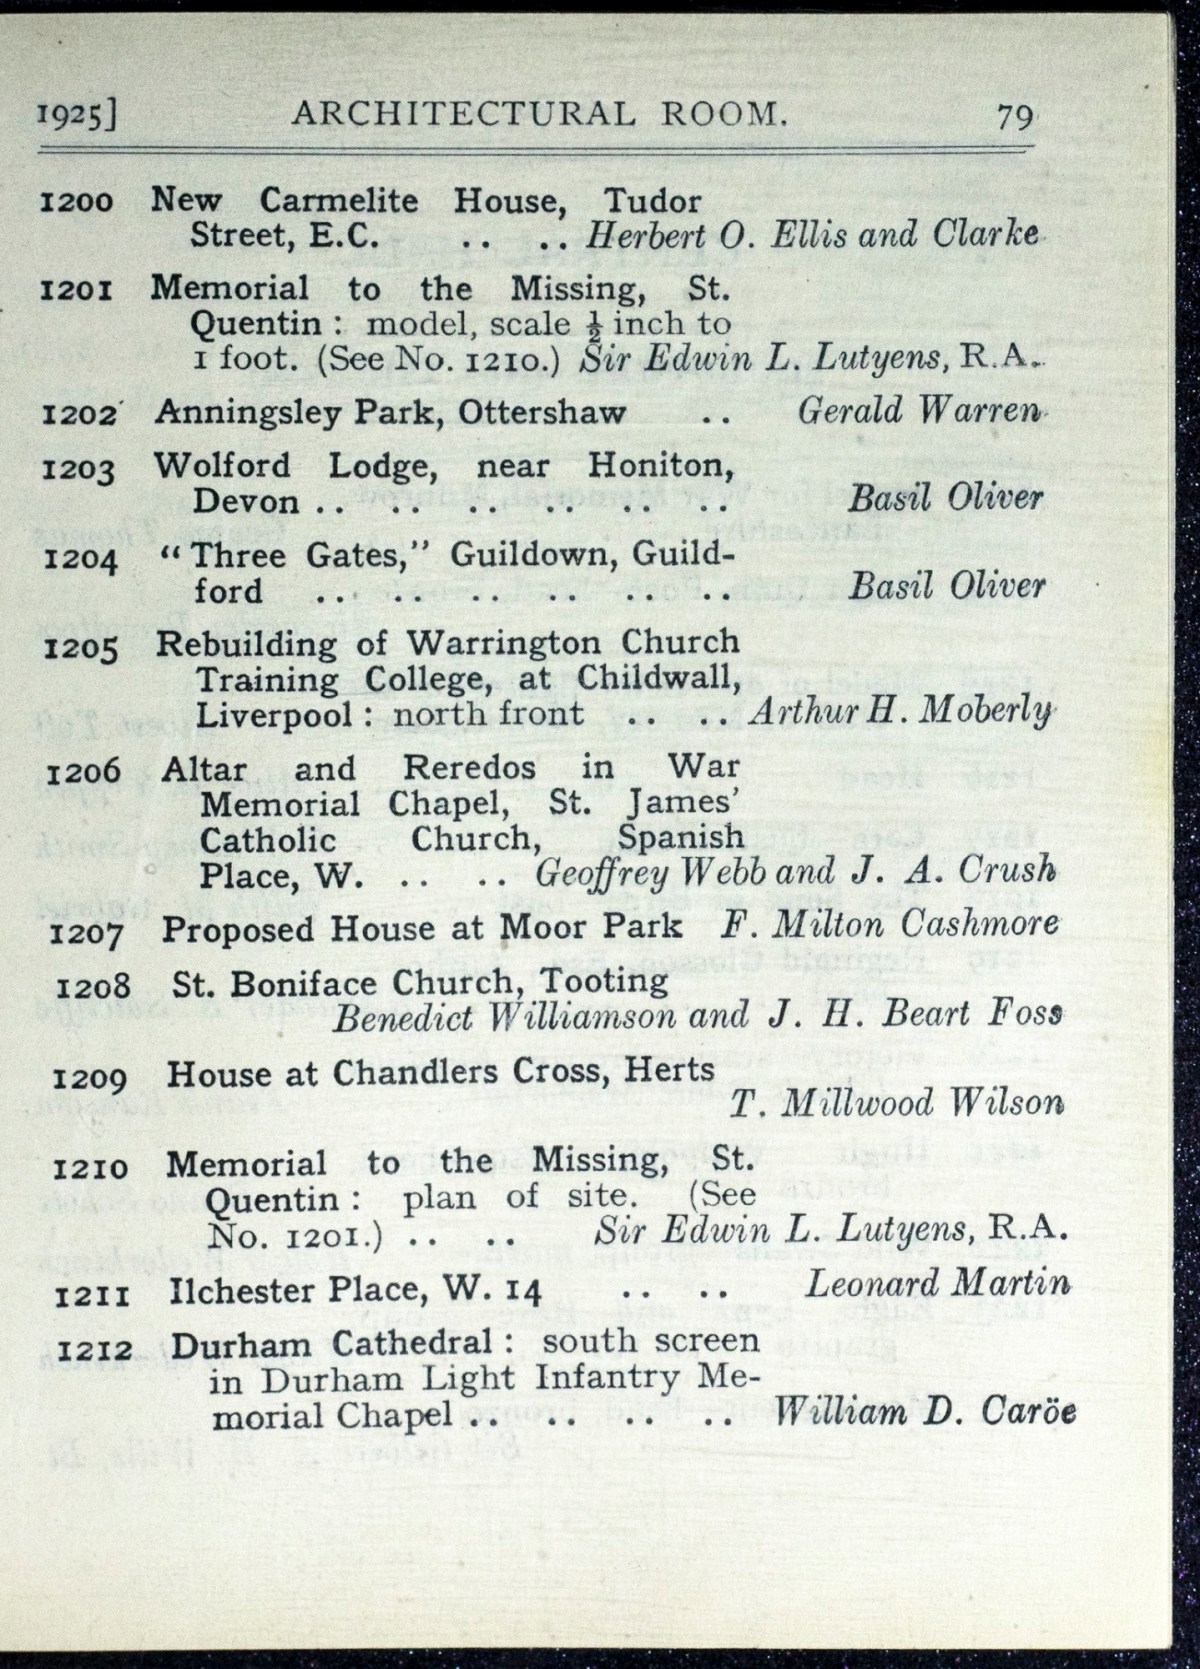 1925] ARCHITECTURAL ROOM. 79
1200 New Carmelite House, Tudor
Street, E.C. .. .. Herbert O. Ellis and Clarke
1201 Memorial to the Missing, St.
Quentin : model, scale ½ inch to
1 foot. (See No. 1210.) Sir Edwin L. Lutyens, R.A.
1202 Anningsley Park, Ottershaw .. Gerald Warren
1203 Wolford Lodge, near Honiton,
Devon .. .. .. .. .. .. Basil Oliver
1204 “Three Gates,” Guildown, Guild-
ford .. .. .. .. .. .. Basil Oliver
1205 Rebuilding of Warrington Church
Training College, at Childwall,
Liverpool : north front .. .. Arthur H. Moberly
1206 Altar and Reredos in War
Memorial Chapel, St. James’
Catholic Church, Spanish
Place, W. .. .. Geoffrey Webb and J. A. Crush
1207 Proposed House at Moor Park F. Milton Cashmore
1208 St. Boniface Church, Tooting
Benedict Williamson and J. H. Beart Foss
1209 House at Chandlers Cross, Herts
T. Millwood Wilson
1210 Memorial to the Missing, St.
Quentin : plan of site. (See
No. 1201.) .. .. Sir Edwin L. Lutyens, R.A.
1211 Ilchester Place, W. 14 .. .. Leonard Martin
1212 Durham Cathedral : south screen
in Durham Light Infantry Me-
morial Chapel .. .. .. .. William D. Caröe